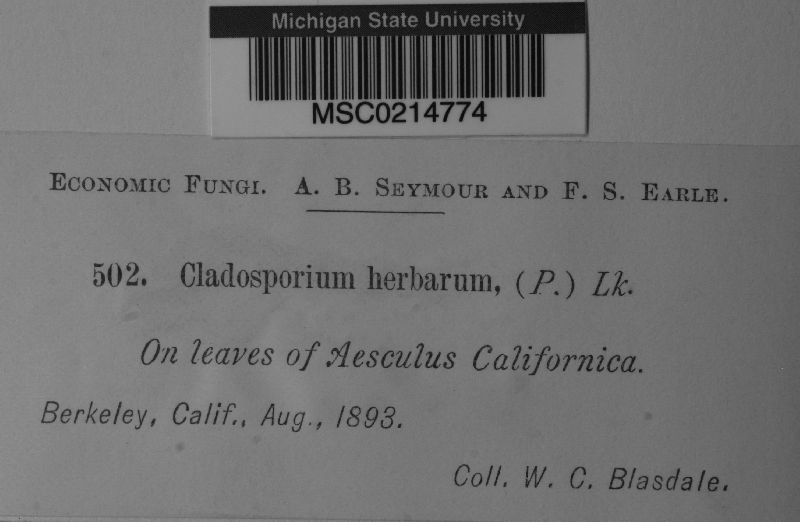 Michigan State University
MSC0214774
Economic Fungi. A. B. Seymour and F. S. Earle.
502. Cladosporium herbarum, (P.) Lk.
On leaves of Aesculus Californica.
Berkeley, Calif., Aug., 1893.
Coll. W. C. Blasdale.